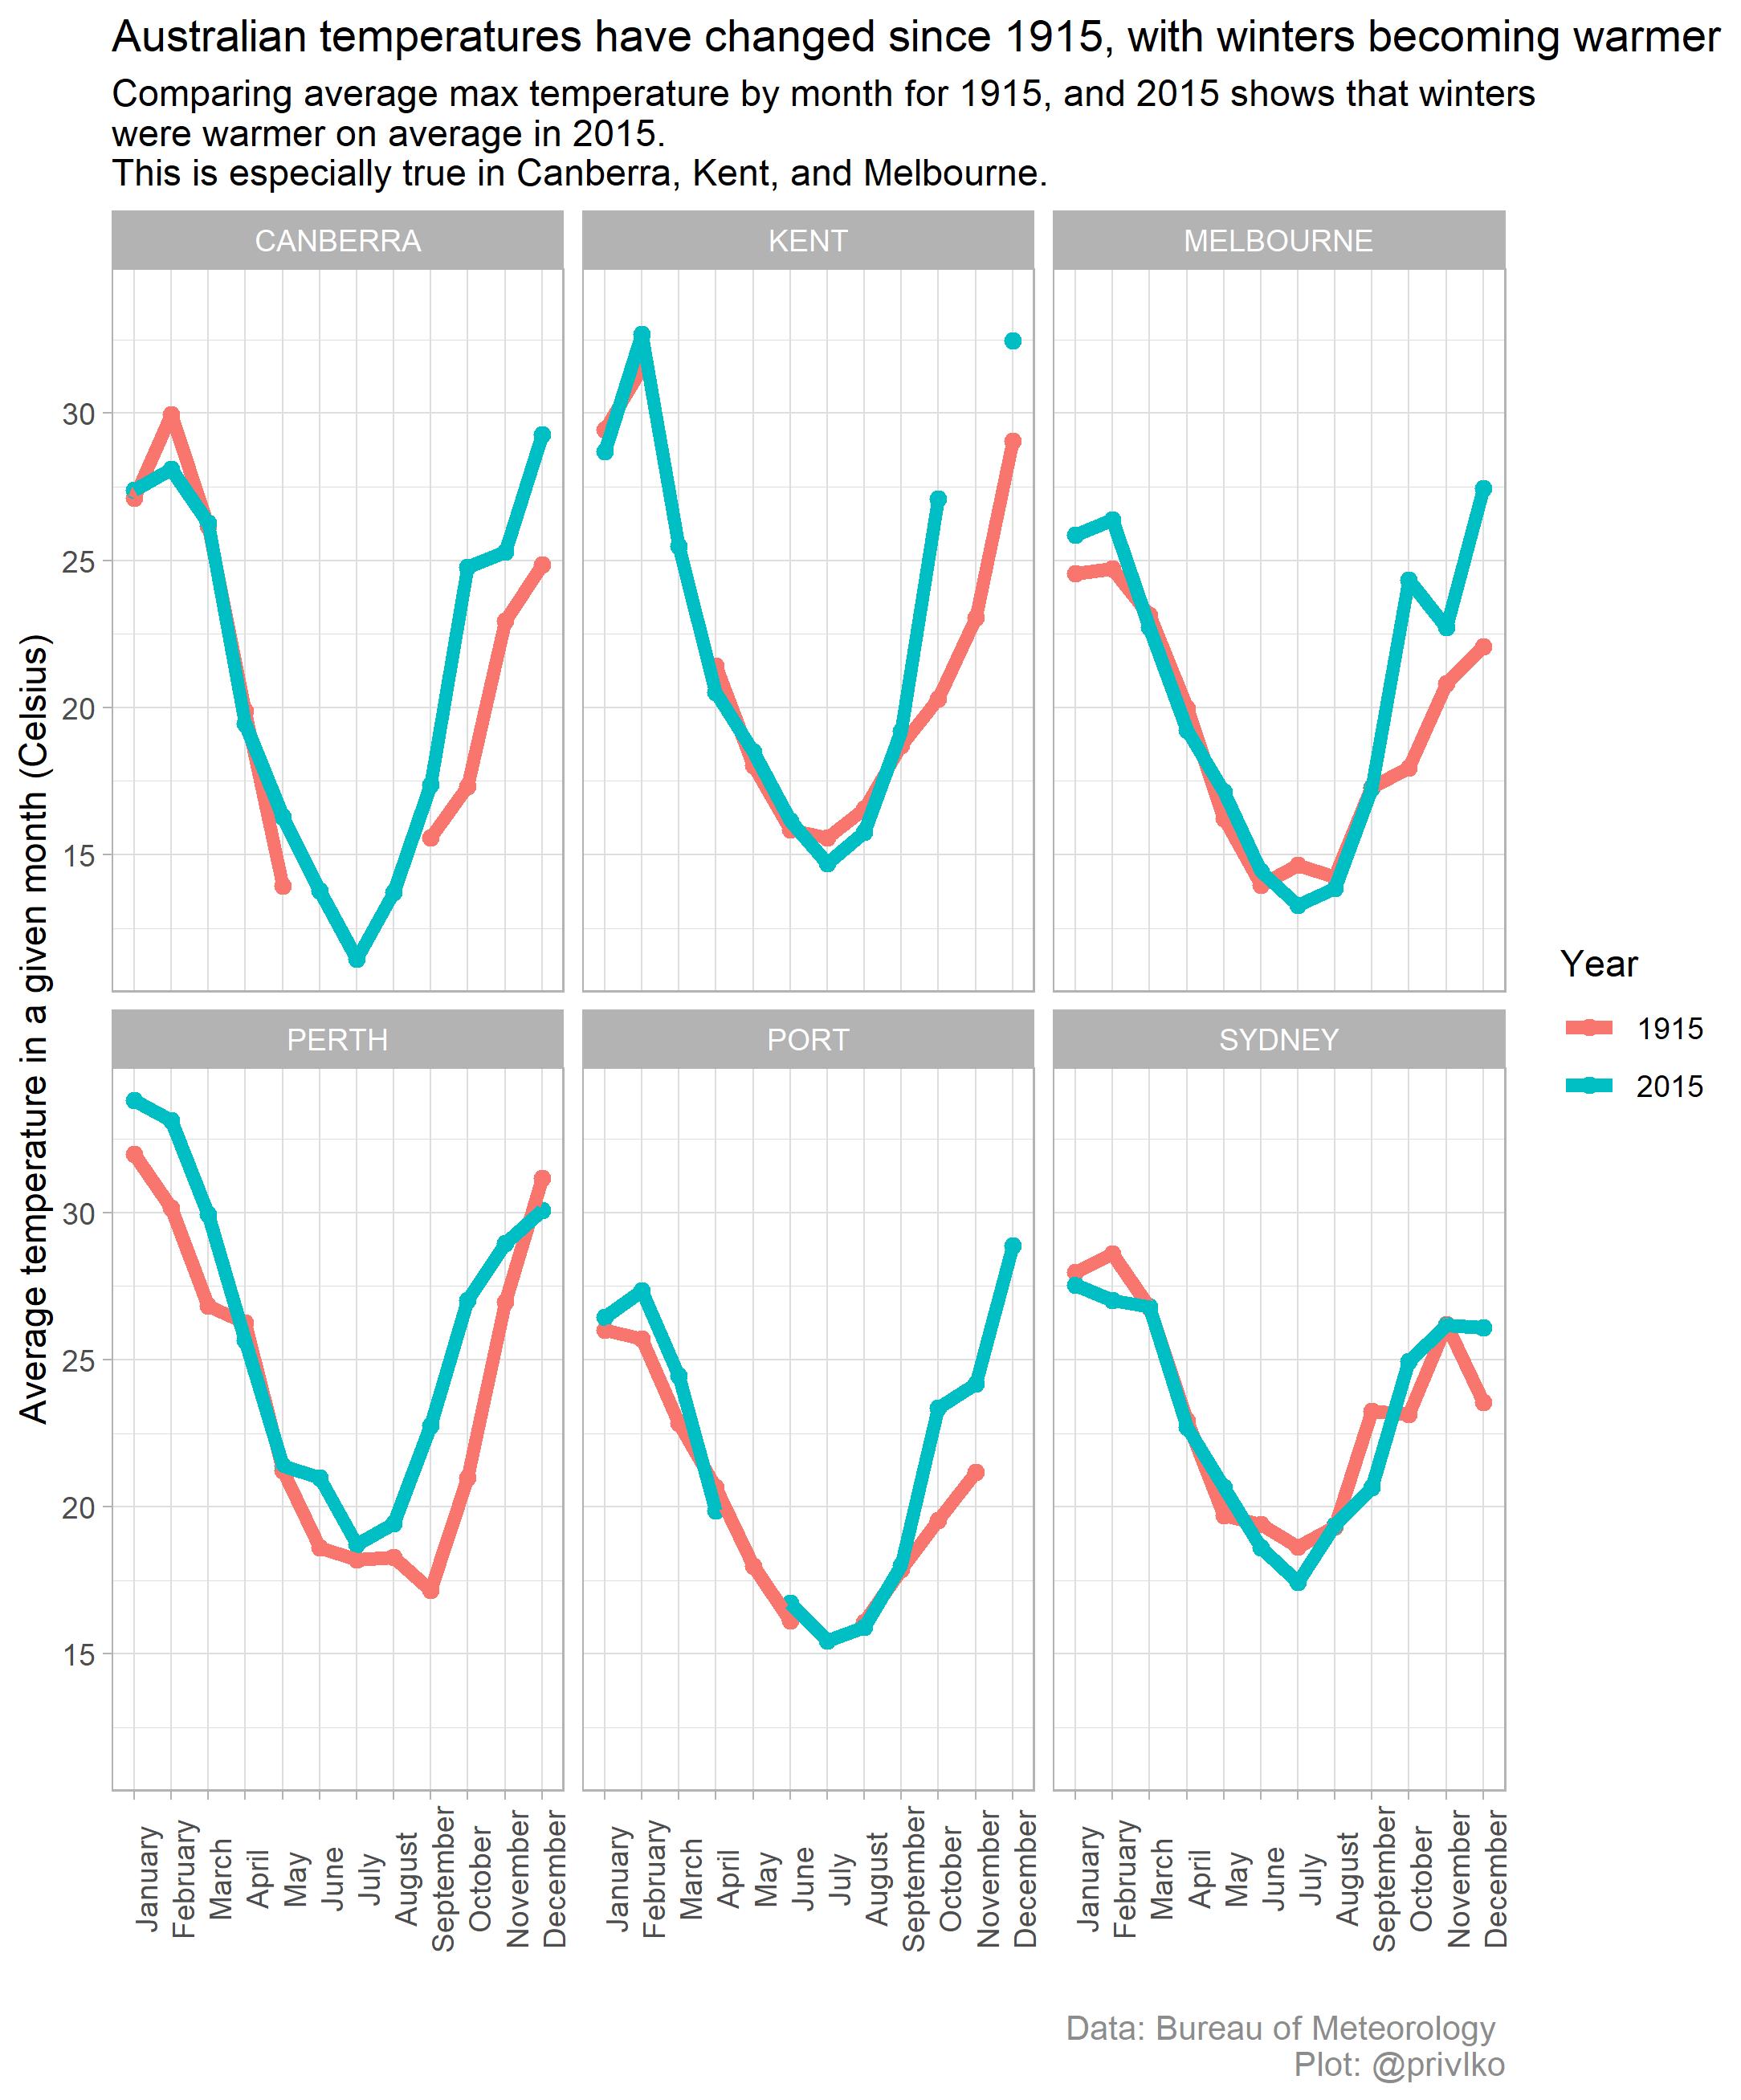 Australian temperatures have changed since 1915, with winters becoming warmer
Comparing average max temperature by month for 1915, and 2015 shows that winters
were warmer on average in 2015.
This is especially true in Canberra, Kent, and Melbourne.
Average temperature in a given month (Celsius)
CANBERRA
KENT
MELBOURNE
30
25
20
15
PERTH
PORT
SYDNEY
30
25
20
15
January
February
March
April
May
June
July
August
September
October
November
December
January
February
March
April
May
June
July
August
September
October
November
December
January
February
March
April
May
June
July
August
September
October
November
December
Year
1915
2015
Data: Bureau of Meteorology
Plot: @privlko